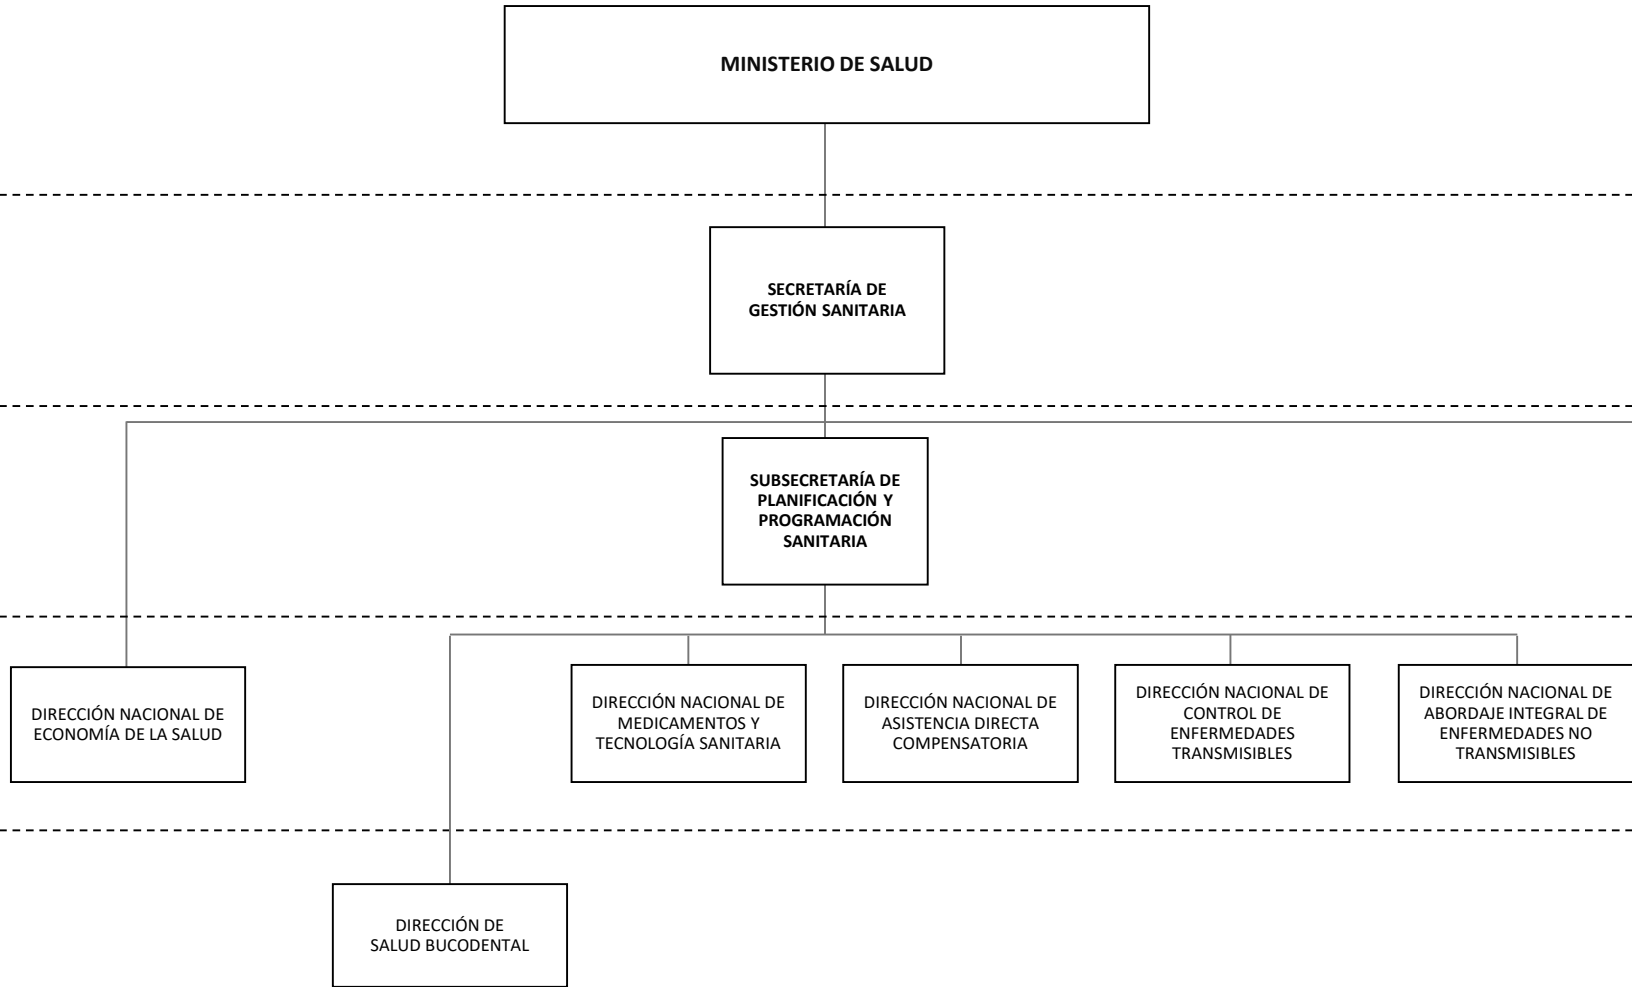 MINISTERIO DE SALUD
SECRETARÍA DE
GESTIÓN SANITARIA
SUBSECRETARÍA DE
PLANIFICACIÓN Y
PROGRAMACIÓN
SANITARIA
DIRECCIÓN NACIONAL DE
ECONOMÍA DE LA SALUD
DIRECCIÓN NACIONAL DE
MEDICAMENTOS Y
TECNOLOGÍA SANITARIA
DIRECCIÓN NACIONAL DE
ASISTENCIA DIRECTA
COMPENSATORIA
DIRECCIÓN NACIONAL DE
CONTROL DE
ENFERMEDADES
TRANSMISIBLES
DIRECCIÓN NACIONAL DE
ABORDAJE INTEGRAL DE
ENFERMEDADES NO
TRANSMISIBLES
DIRECCIÓN DE
SALUD BUCODENTAL